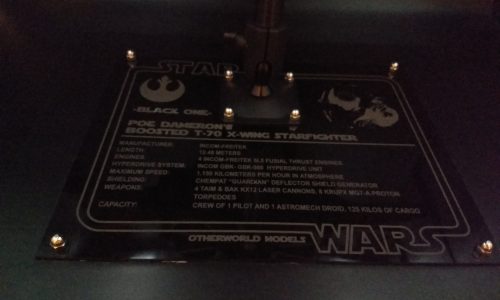 STAR
BLACK ONE
POE DAMERON'S
BOOSTED T-70 X-WING STARFIGHTER
MANUFACTURER: INCOM-FREITEK
LENGTH: 12.48 METERS
ENGINES: 4 INCOM-FREITEK 5L5 FUSIAL THRUST ENGINES
HYPERDRIVE SYSTEM: INCOM GBK- GBK-585 HYPERDRIVE UNIT
MAXIMUM SPEED: 1,100 KILOMETERS PER HOUR IN ATMOSPHERE
SHIELDING: CHEMPAT "GUARDIAN" DEFLECTOR SHIELD GENERATOR
WEAPONS: 4 TAIM & BAK KX12 LASER CANNONS, 8 KRUPX MG7-A PROTON
TORPEDOES
CAPACITY: CREW OF 1 PILOT AND 1 ASTROMECH DROID, 125 KILOS OF CARGO
OTHERWORLD MODELS
WARS